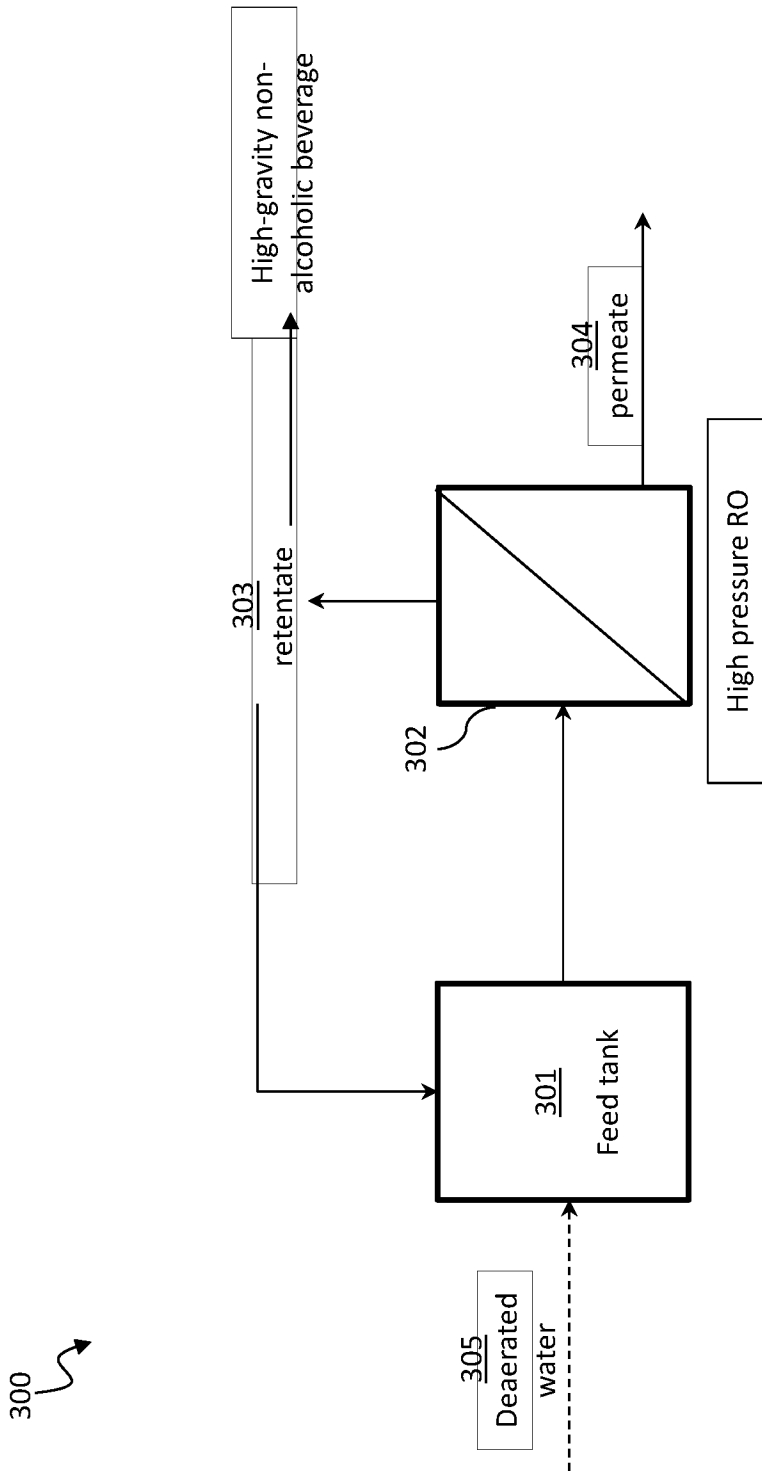 300
303
retentate
High-gravity non-
alcoholic beverage
302
304
permeate
305
Deaerated
water
301
Feed tank
High pressure RO